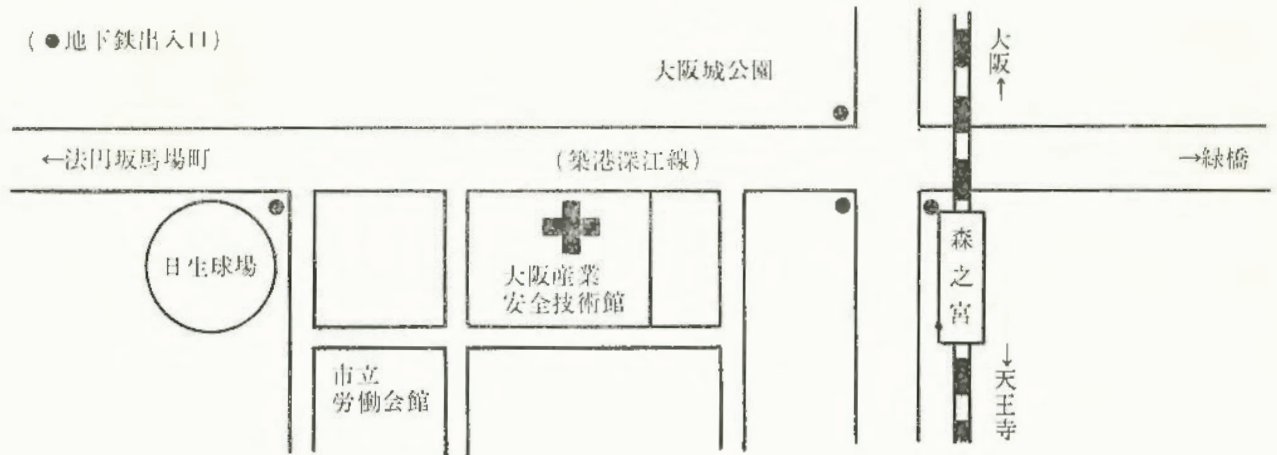 (●地下鉄出入口)
大阪城公園
大阪↑
←法円坂馬場町
(築港深江線)
→緑橋
日生球場
大阪産業
安全技術館
森之宮
市立
労働会館
↓天王寺